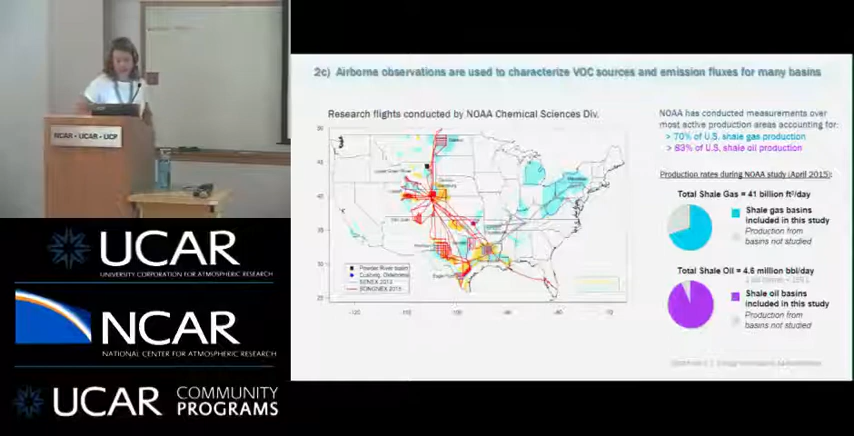 NCAR - UCAR - UCP
UCAR
UNIVERSITY CORPORATION FOR ATMOSPHERIC RESEARCH
NCAR
NATIONAL CENTER FOR ATMOSPHERIC RESEARCH
UCAR COMMUNITY
PROGRAMS
2c) Airborne observations are used to characterize VOC sources and emission fluxes for many basins
Research flights conducted by NOAA Chemical Sciences Div.
Powder River basin
Cushing, Oklahoma
SENEX 2013
SONGNEX 2015
NOAA has conducted measurements over
most active production areas accounting for:
> 70% of U.S. shale gas production
> 83% of U.S. shale oil production
Production rates during NOAA study (April 2015):
Total Shale Gas = 41 billion ft³/day
Shale gas basins
included in this study
Production from
basins not studied
Total Shale Oil = 4.6 million bbl/day
Shale oil basins
included in this study
Production from
basins not studied